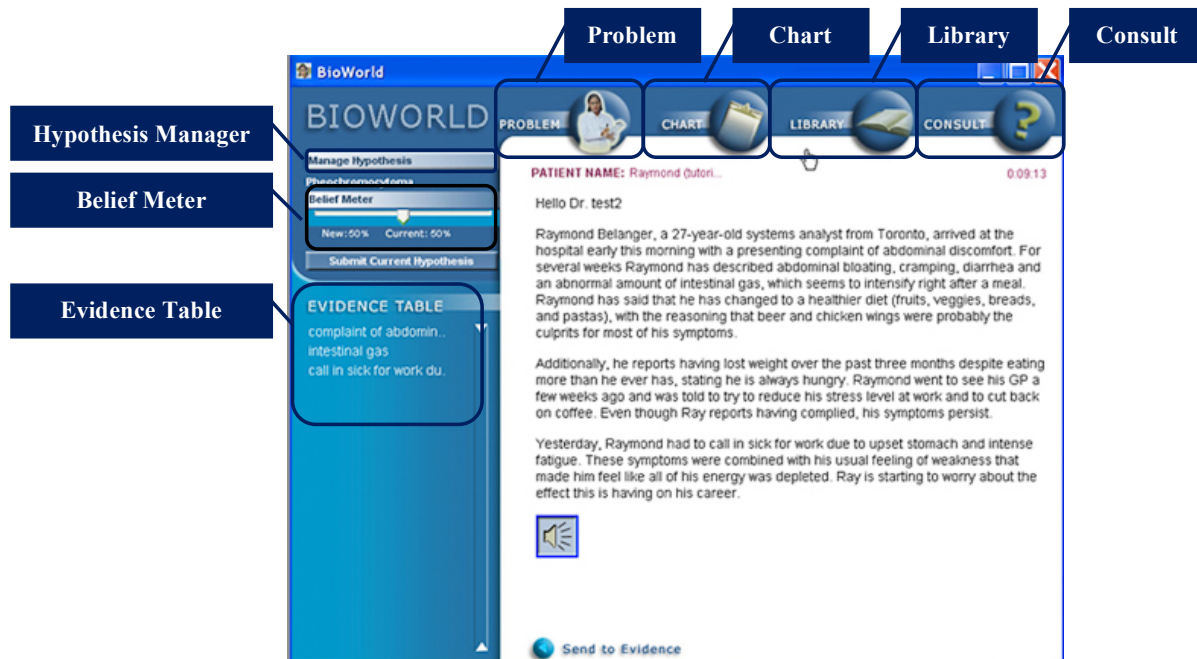 Problem
Chart
Library
Consult
BioWorld
Hypothesis Manager
Belief Meter
Evidence Table
BIOWORLD
PROBLEM
CHART
LIBRARY
CONSULT
Manage Hypothesis
Pheochromocytoma
Belief Meter
New: 50% Current: 50%
Submit Current Hypothesis
EVIDENCE TABLE
complaint of abdomin..
intestinal gas
call in sick for work du.
PATIENT NAME: Raymond (tutori...
0:09:13
Hello Dr. test2
Raymond Belanger, a 27-year-old systems analyst from Toronto, arrived at the
hospital early this morning with a presenting complaint of abdominal discomfort. For
several weeks Raymond has described abdominal bloating, cramping, diarrhea and
an abnormal amount of intestinal gas, which seems to intensify right after a meal.
Raymond has said that he has changed to a healthier diet (fruits, veggies, breads,
and pastas), with the reasoning that beer and chicken wings were probably the
culprits for most of his symptoms.
Additionally, he reports having lost weight over the past three months despite eating
more than he ever has, stating he is always hungry. Raymond went to see his GP a
few weeks ago and was told to try to reduce his stress level at work and to cut back
on coffee. Even though Ray reports having complied, his symptoms persist.
Yesterday, Raymond had to call in sick for work due to upset stomach and intense
fatigue. These symptoms were combined with his usual feeling of weakness that
made him feel like all of his energy was depleted. Ray is starting to worry about the
effect this is having on his career.
Send to Evidence